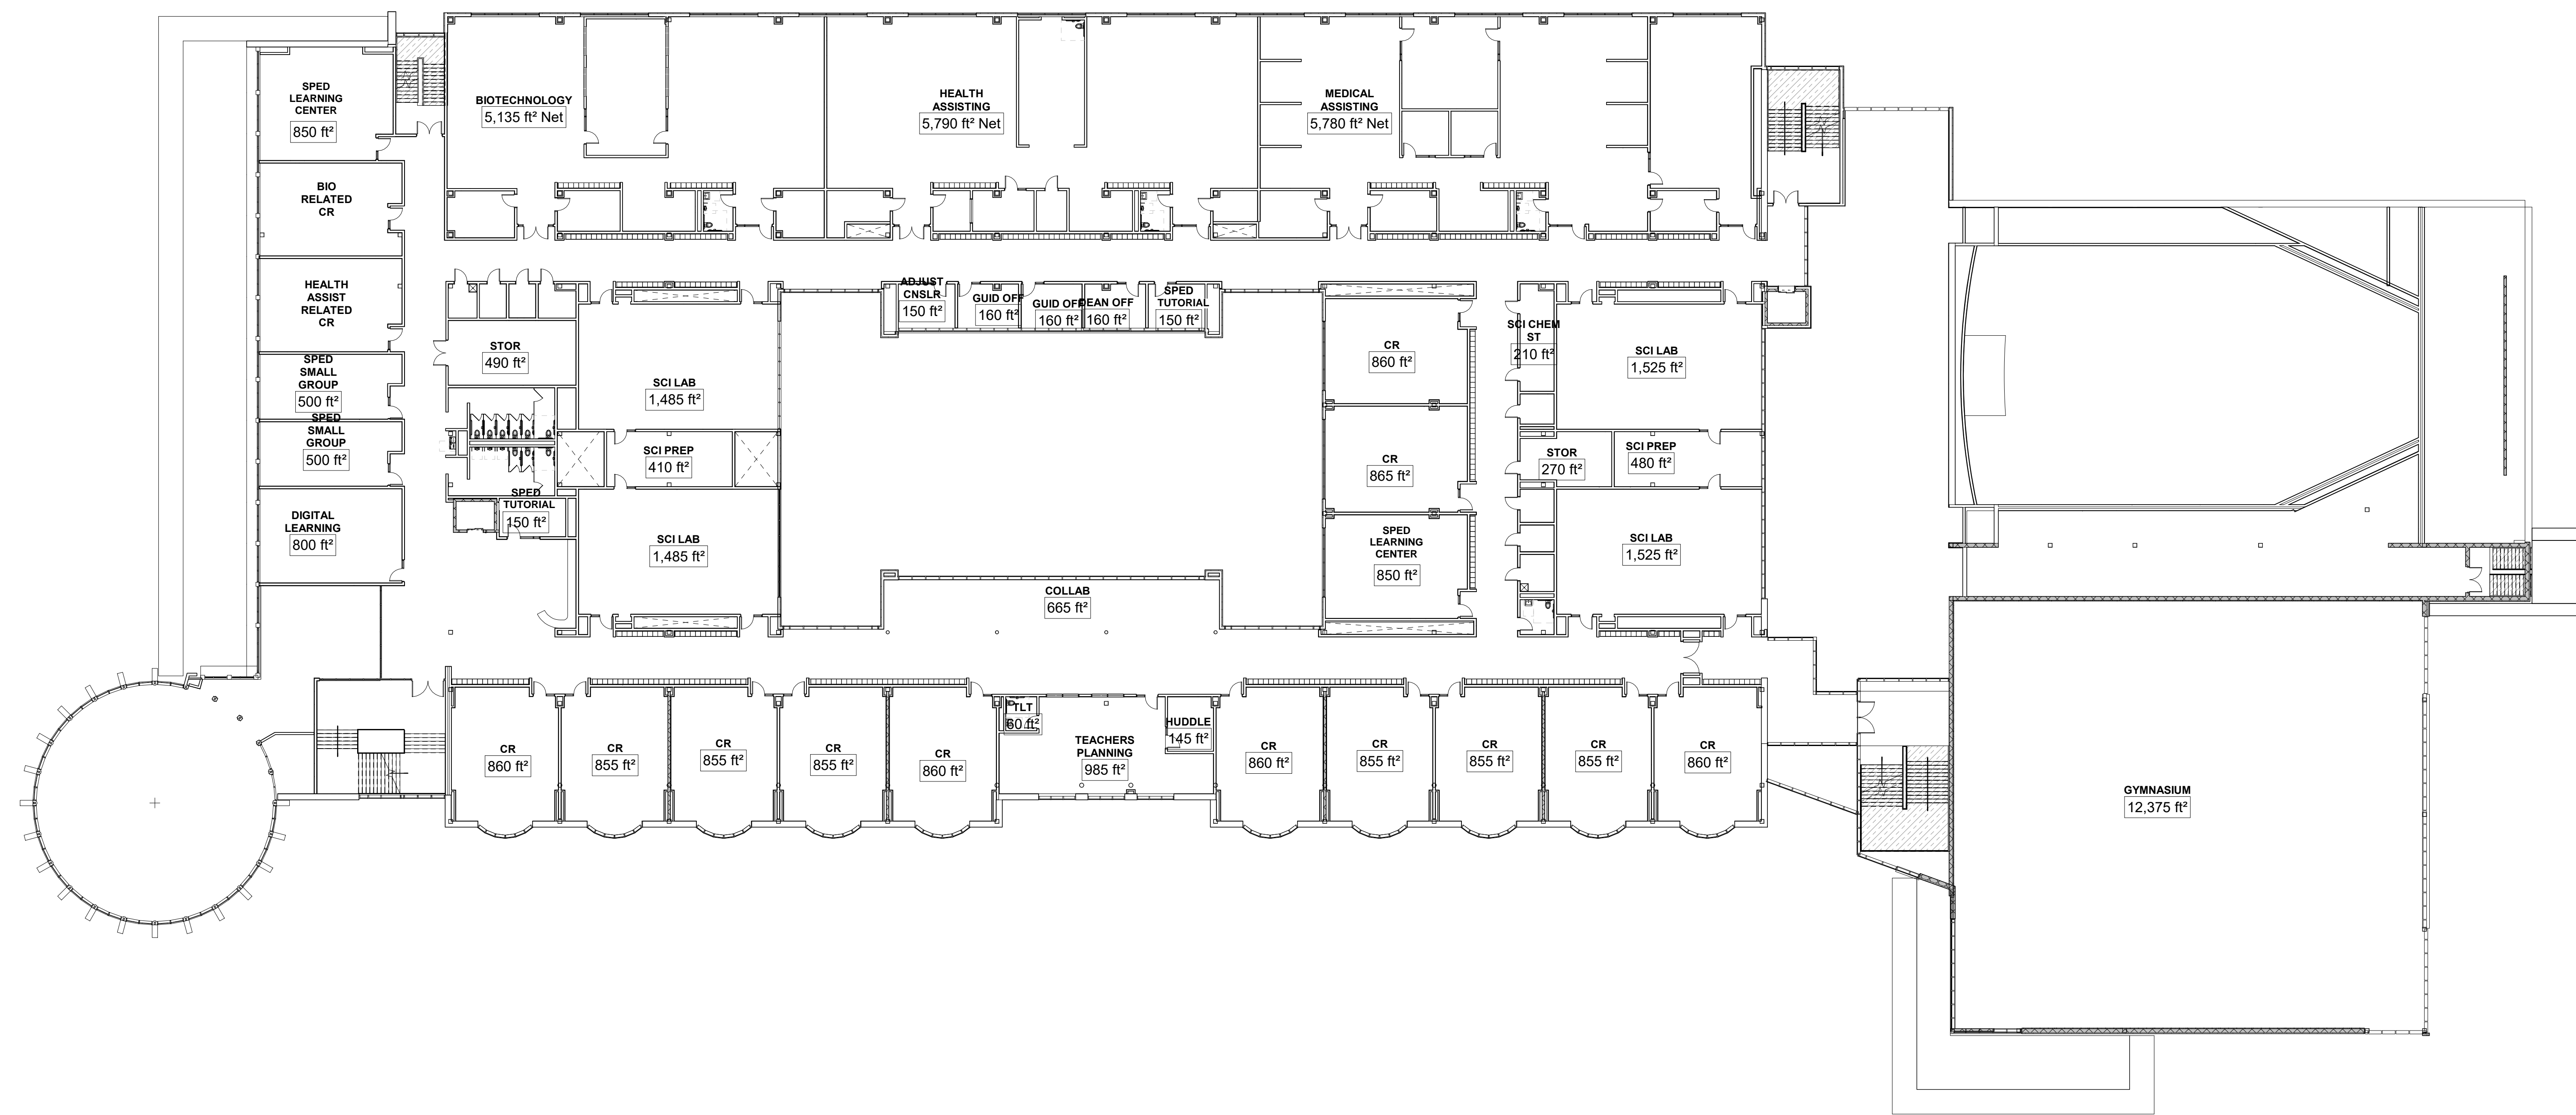 SPED
LEARNING
CENTER
850 ft²
BIOTECHNOLOGY
5,135 ft² Net
HEALTH
ASSISTING
5,790 ft² Net
MEDICAL
ASSISTING
5,780 ft² Net
BIO
RELATED
CR
HEALTH
ASSIST
RELATED
CR
SPED
SMALL
GROUP
500 ft²
SPED
SMALL
GROUP
500 ft²
DIGITAL
LEARNING
800 ft²
STOR
490 ft²
SPED
TUTORIAL
150 ft²
SCI LAB
1,485 ft²
SCI PREP
410 ft²
SCI LAB
1,485 ft²
ADJUST
CNSLR
150 ft²
GUID OFF
160 ft²
GUID OFF
160 ft²
DEAN OFF
160 ft²
SPED
TUTORIAL
150 ft²
COLLAB
665 ft²
CR
860 ft²
CR
865 ft²
SPED
LEARNING
CENTER
850 ft²
SCI CHEM
ST
210 ft²
SCI LAB
1,525 ft²
STOR
270 ft²
SCI PREP
480 ft²
SCI LAB
1,525 ft²
CR
860 ft²
CR
855 ft²
CR
855 ft²
CR
855 ft²
CR
860 ft²
TLT
60 ft²
TEACHERS
PLANNING
985 ft²
HUDDLE
145 ft²
CR
860 ft²
CR
855 ft²
CR
855 ft²
CR
855 ft²
CR
860 ft²
GYMNASIUM
12,375 ft²